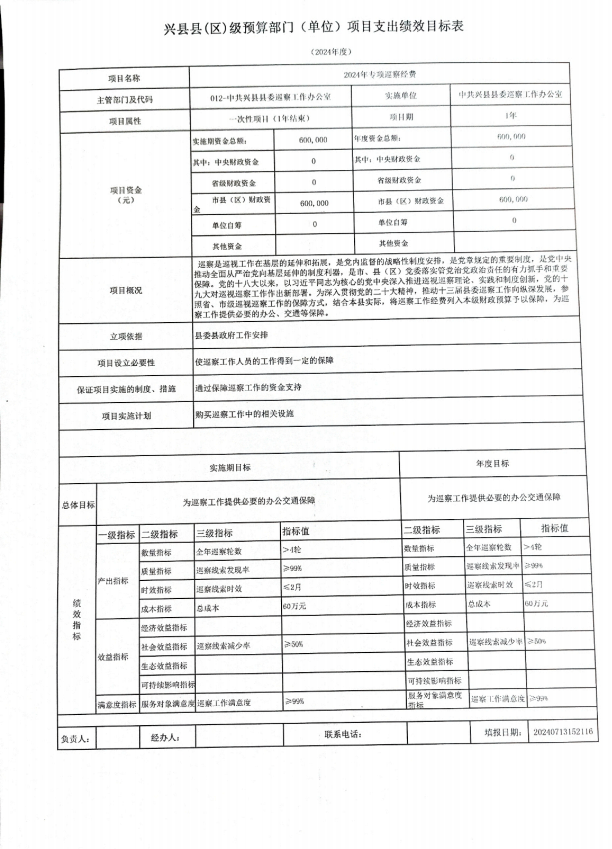 兴县县(区)级预算部门（单位）项目支出绩效目标表
（2024年度）
项目名称 2024年专项巡察经费
主管部门及代码 012-中共兴县县委巡察工作办公室 实施单位 中共兴县县委巡察工作办公室
项目属性 一次性项目（1年结束） 项目期 1年
项目资金（元） 实施期资金总额： 600,000 年度资金总额： 600,000
其中：中央财政资金 0 其中：中央财政资金 0
省级财政资金 0 省级财政资金 0
市县（区）财政资金 600,000 市县（区）财政资金 600,000
单位自筹 0 单位自筹 0
其他资金 其他资金
项目概况
巡察是巡视工作在基层的延伸和拓展，是党内监督的战略性制度安排，是党章规定的重要制度，是党中央
推动全面从严治党向基层延伸的制度利器，是市、县（区）党委落实管党治党政治责任的有力抓手和重要
保障。党的十八大以来，以习近平同志为核心的党中央深入推进巡视巡察理论、实践和制度创新，党的十
九大对巡视巡察工作作出新部署。为深入贯彻党的二十大精神，推动十三届县委巡察工作向纵深发展，参
照省、市级巡视巡察工作的保障方式，结合本县实际，将巡察工作经费列入本级财政预算予以保障，为巡
察工作提供必要的办公、交通等保障。
立项依据 县委县政府工作安排
项目设立必要性 使巡察工作人员的工作得到一定的保障
保证项目实施的制度、措施 通过保障巡察工作的资金支持
项目实施计划 购买巡察工作中的相关设施
实施期目标 年度目标
总体目标 为巡察工作提供必要的办公交通保障 为巡察工作提供必要的办公交通保障
绩效指标
一级指标 二级指标 三级指标 指标值 二级指标 三级指标 指标值
产出指标 数量指标 全年巡察轮数 >4轮 数量指标 全年巡察轮数 >4轮
质量指标 巡察线索发现率 ≥99% 质量指标 巡察线索发现率 ≥99%
时效指标 巡察线索时效 ≤2月 时效指标 巡察线索时效 ≤2月
成本指标 总成本 60万元 成本指标 总成本 60万元
效益指标 经济效益指标 经济效益指标
社会效益指标 巡察线索减少率 ≥50% 社会效益指标 巡察线索减少率 ≥50%
生态效益指标 生态效益指标
可持续影响指标 可持续影响指标
满意度指标 服务对象满意度 巡察工作满意度 ≥99% 服务对象满意度指标 巡察工作满意度 ≥99%
负责人： 经办人： 联系电话： 填报日期： 20240713152116